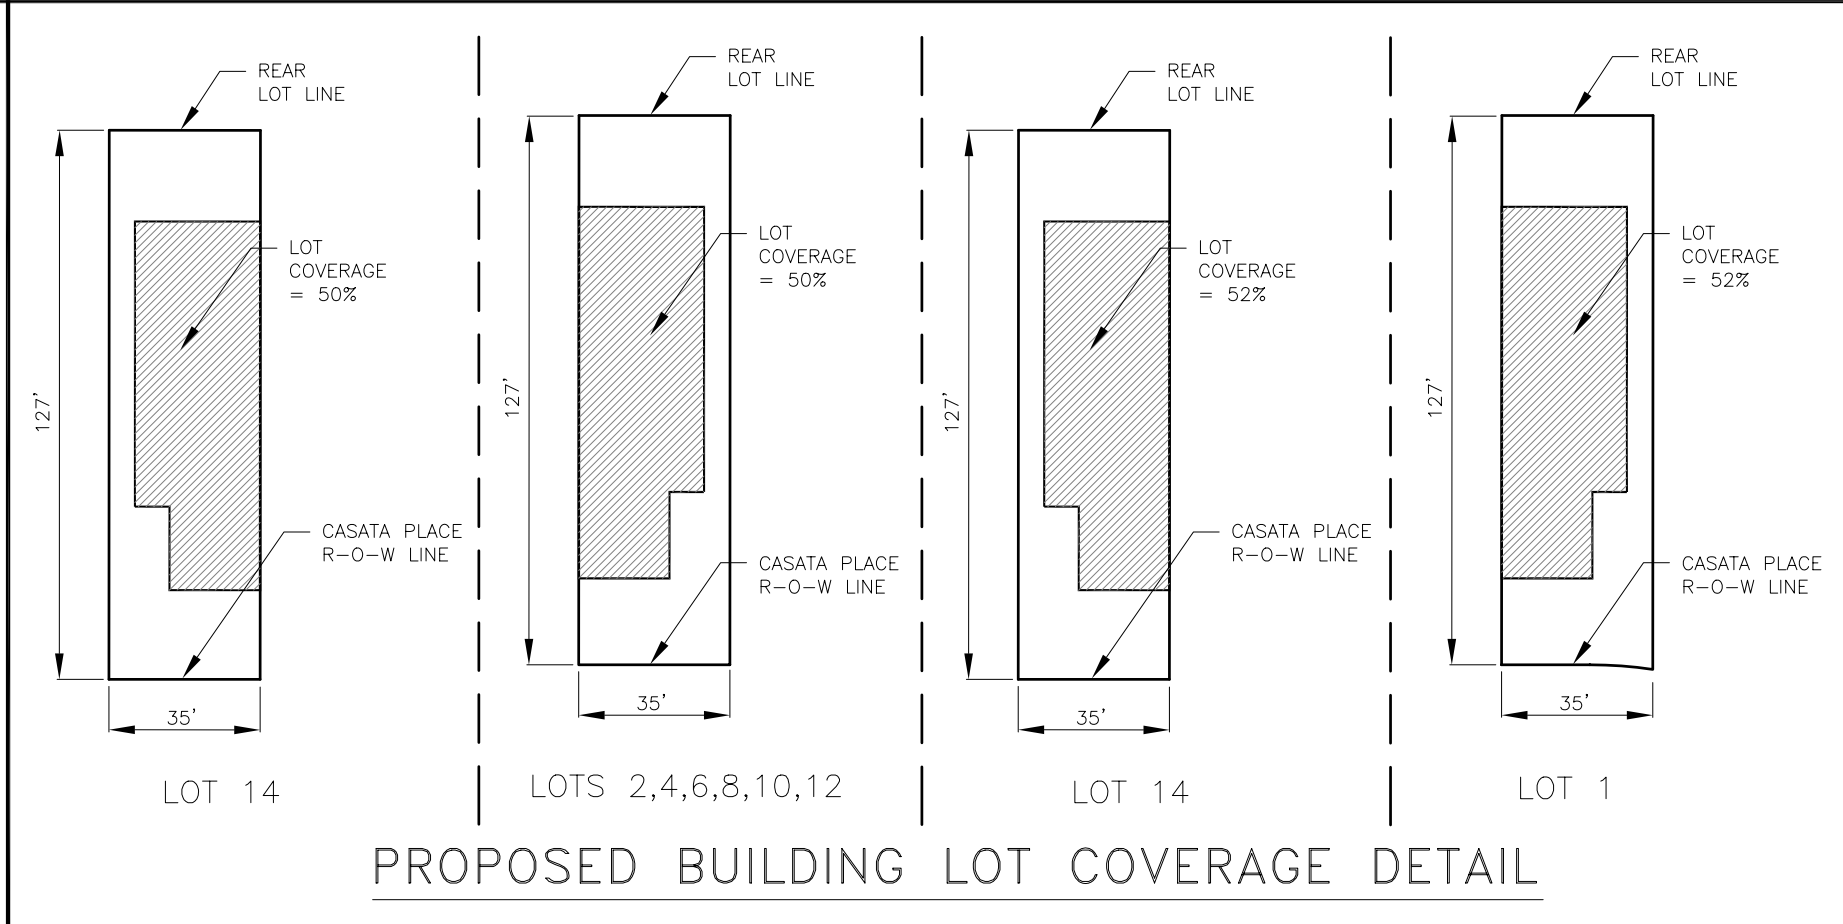 REAR
LOT LINE
LOT
COVERAGE
= 50%
127'
CASATA PLACE
R-O-W LINE
35'
LOT 14
REAR
LOT LINE
LOT
COVERAGE
= 50%
127'
CASATA PLACE
R-O-W LINE
35'
LOTS 2,4,6,8,10,12
REAR
LOT LINE
LOT
COVERAGE
= 52%
127'
CASATA PLACE
R-O-W LINE
35'
LOT 14
REAR
LOT LINE
LOT
COVERAGE
= 52%
127'
CASATA PLACE
R-O-W LINE
35'
LOT 1
PROPOSED BUILDING LOT COVERAGE DETAIL